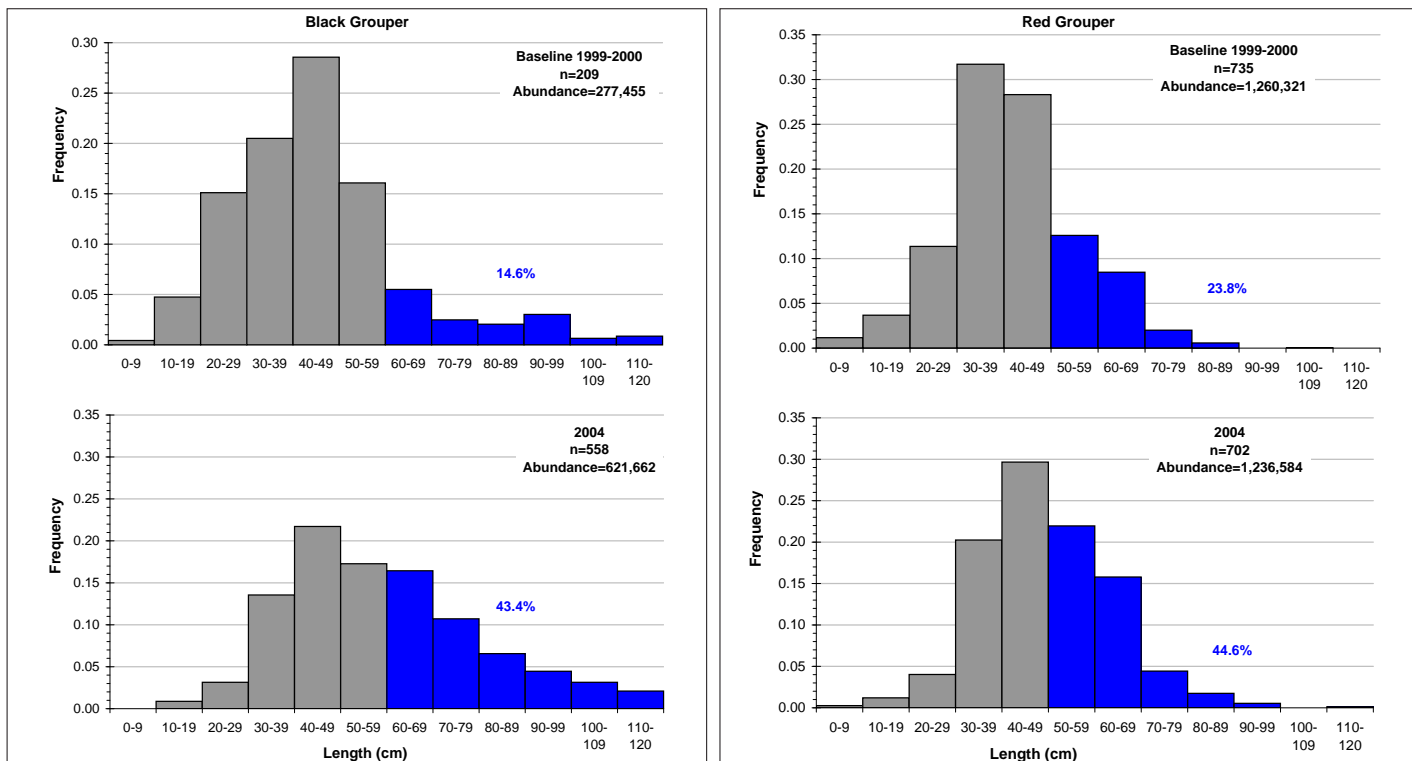 Black Grouper
Baseline 1999-2000
n=209
Abundance=277,455
Frequency
0.30
0.25
0.20
0.15
0.10
0.05
0.00
14.6%
0-9 10-19 20-29 30-39 40-49 50-59 60-69 70-79 80-89 90-99 100-109 110-120
2004
n=558
Abundance=621,662
Frequency
0.35
0.30
0.25
0.20
0.15
0.10
0.05
0.00
43.4%
0-9 10-19 20-29 30-39 40-49 50-59 60-69 70-79 80-89 90-99 100-109 110-120
Length (cm)
Red Grouper
Baseline 1999-2000
n=735
Abundance=1,260,321
Frequency
0.35
0.30
0.25
0.20
0.15
0.10
0.05
0.00
23.8%
0-9 10-19 20-29 30-39 40-49 50-59 60-69 70-79 80-89 90-99 100-109 110-120
2004
n=702
Abundance=1,236,584
Frequency
0.35
0.30
0.25
0.20
0.15
0.10
0.05
0.00
44.6%
0-9 10-19 20-29 30-39 40-49 50-59 60-69 70-79 80-89 90-99 100-109 110-120
Length (cm)